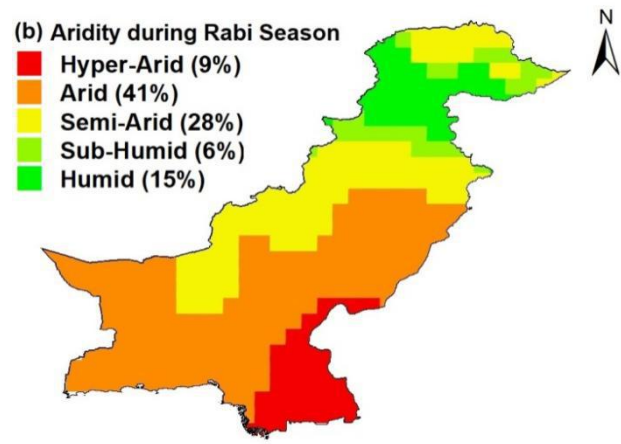 (b) Aridity during Rabi Season
Hyper-Arid (9%)
Arid (41%)
Semi-Arid (28%)
Sub-Humid (6%)
Humid (15%)
N